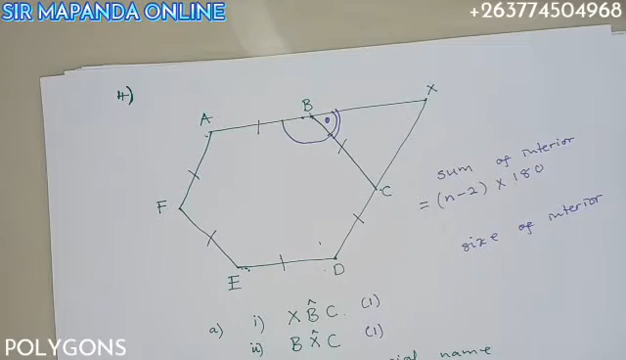 SIR MAPANDA ONLINE
+263774504968
4)
A
B
X
F
C
E
D
sum of interior
= (n-2) × 180
size of interior
a) i) XB̂C. (1)
ii) BX̂C (1)
name
POLYGONS